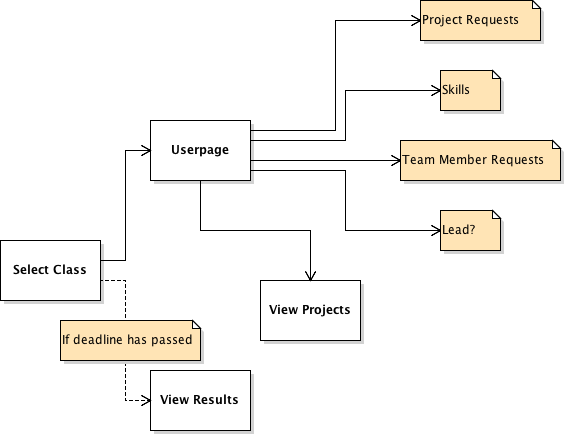 Project Requests
Skills
Userpage
Team Member Requests
Lead?
Select Class
View Projects
If deadline has passed
View Results